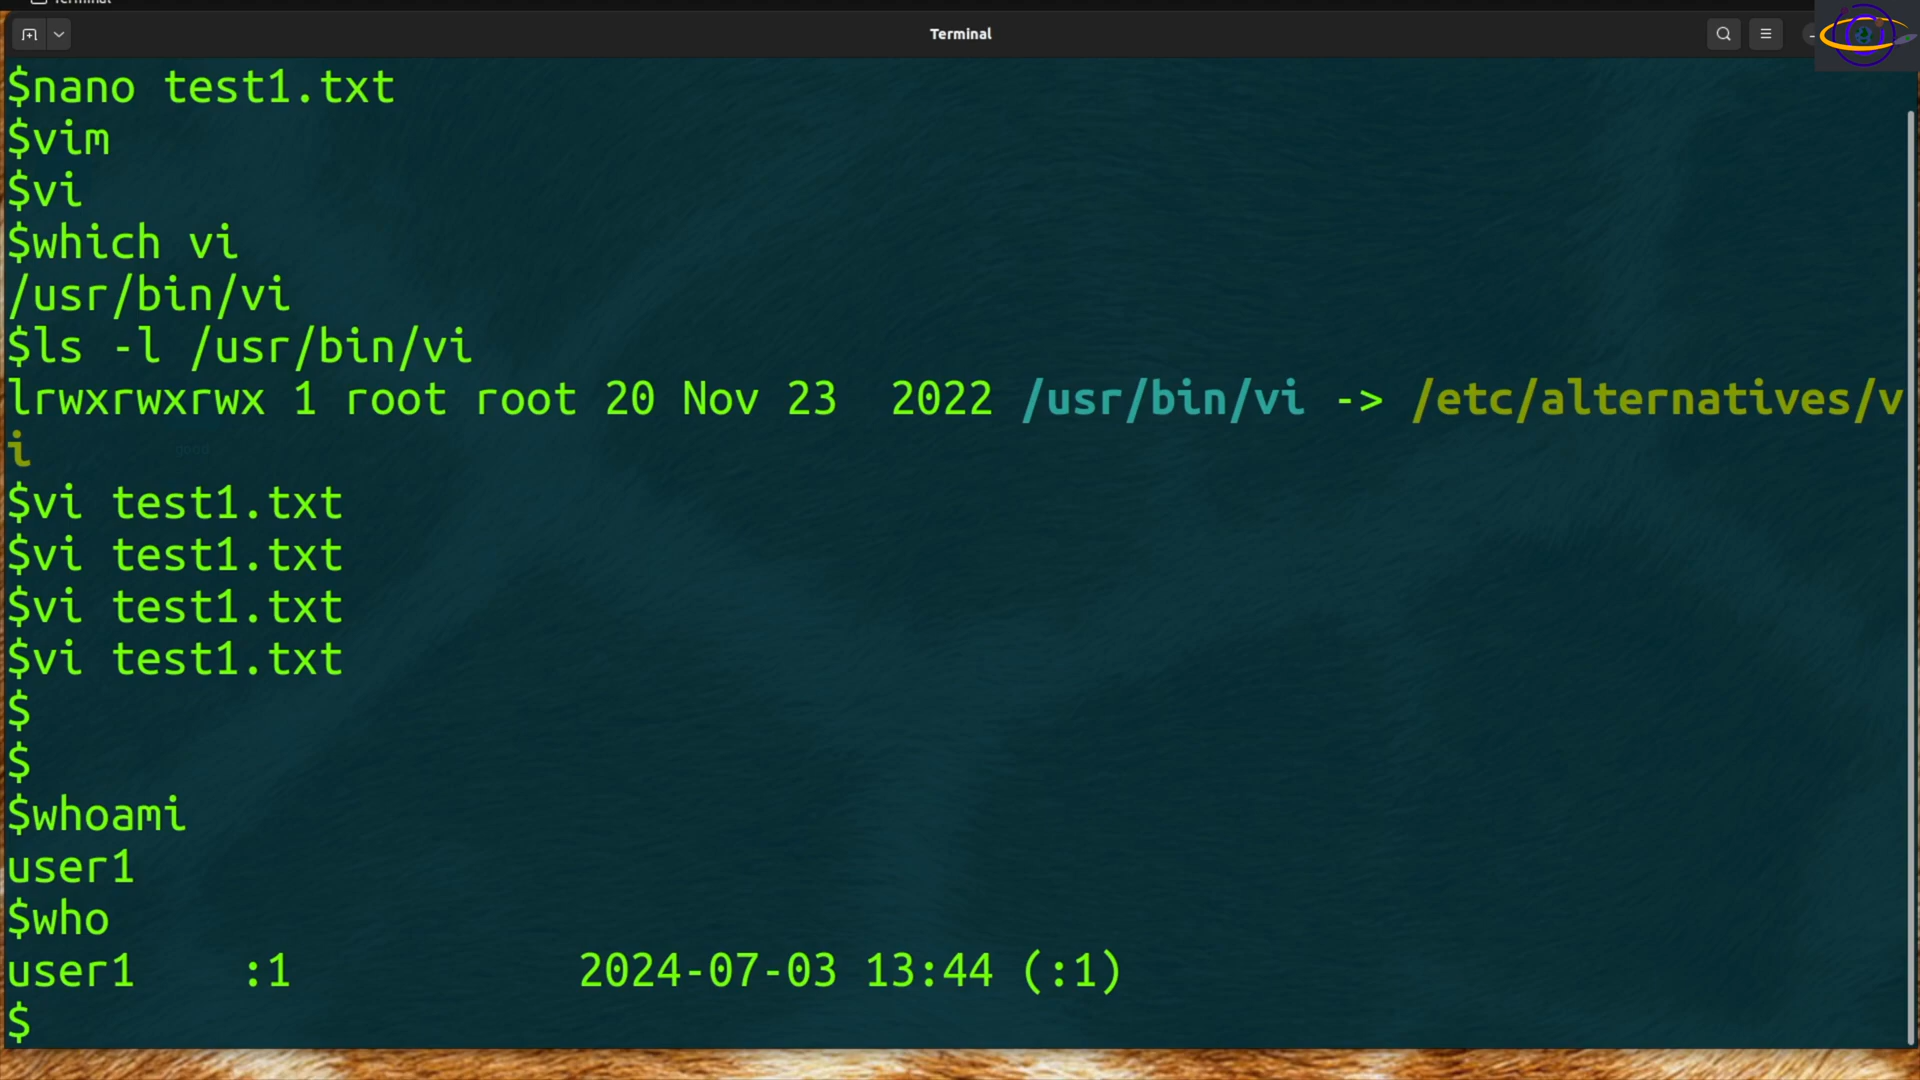 Terminal
Terminal
$nano test1.txt
$vim
$vi
$which vi
/usr/bin/vi
$ls -l /usr/bin/vi
lrwxrwxrwx 1 root root 20 Nov 23  2022 /usr/bin/vi -> /etc/alternatives/v
i
good
$vi test1.txt
$vi test1.txt
$vi test1.txt
$vi test1.txt
$
$
$whoami
user1
$who
user1    :1           2024-07-03 13:44 (:1)
$